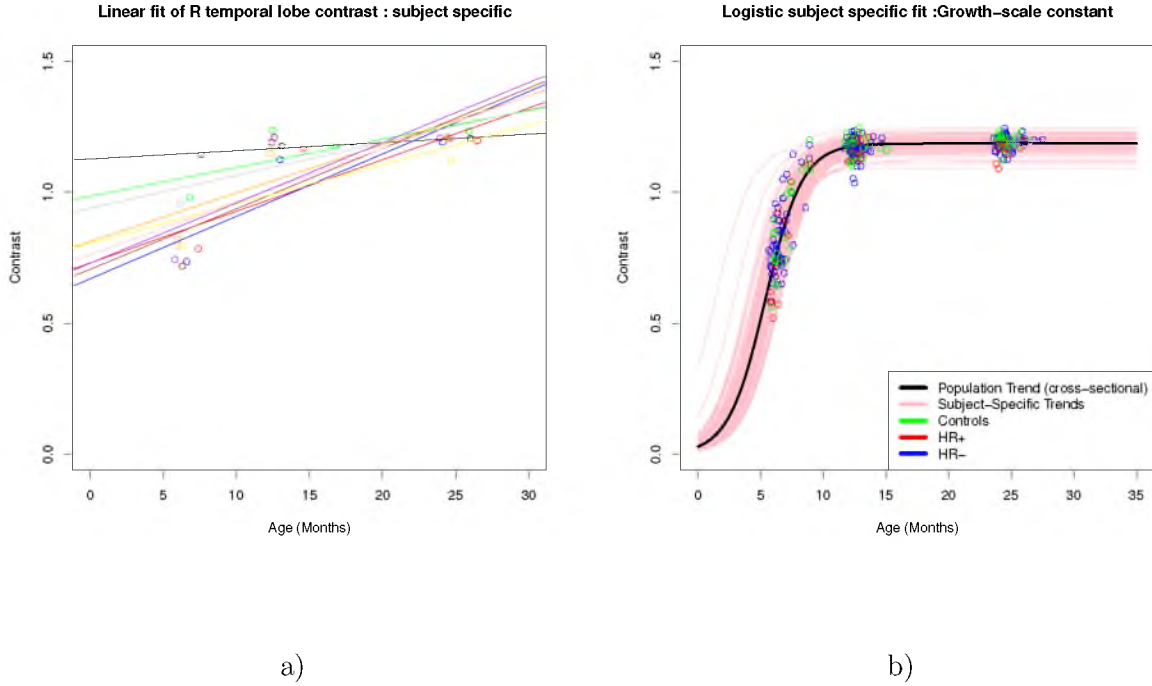 Linear fit of R temporal lobe contrast : subject specific
Contrast
0.0
0.5
1.0
1.5
0 5 10 15 20 25 30
Age (Months)
a)
Logistic subject specific fit :Growth−scale constant
Contrast
0.0
0.5
1.0
1.5
Population Trend (cross−sectional)
Subject−Specific Trends
Controls
HR+
HR−
0 5 10 15 20 25 30 35
Age (Months)
b)